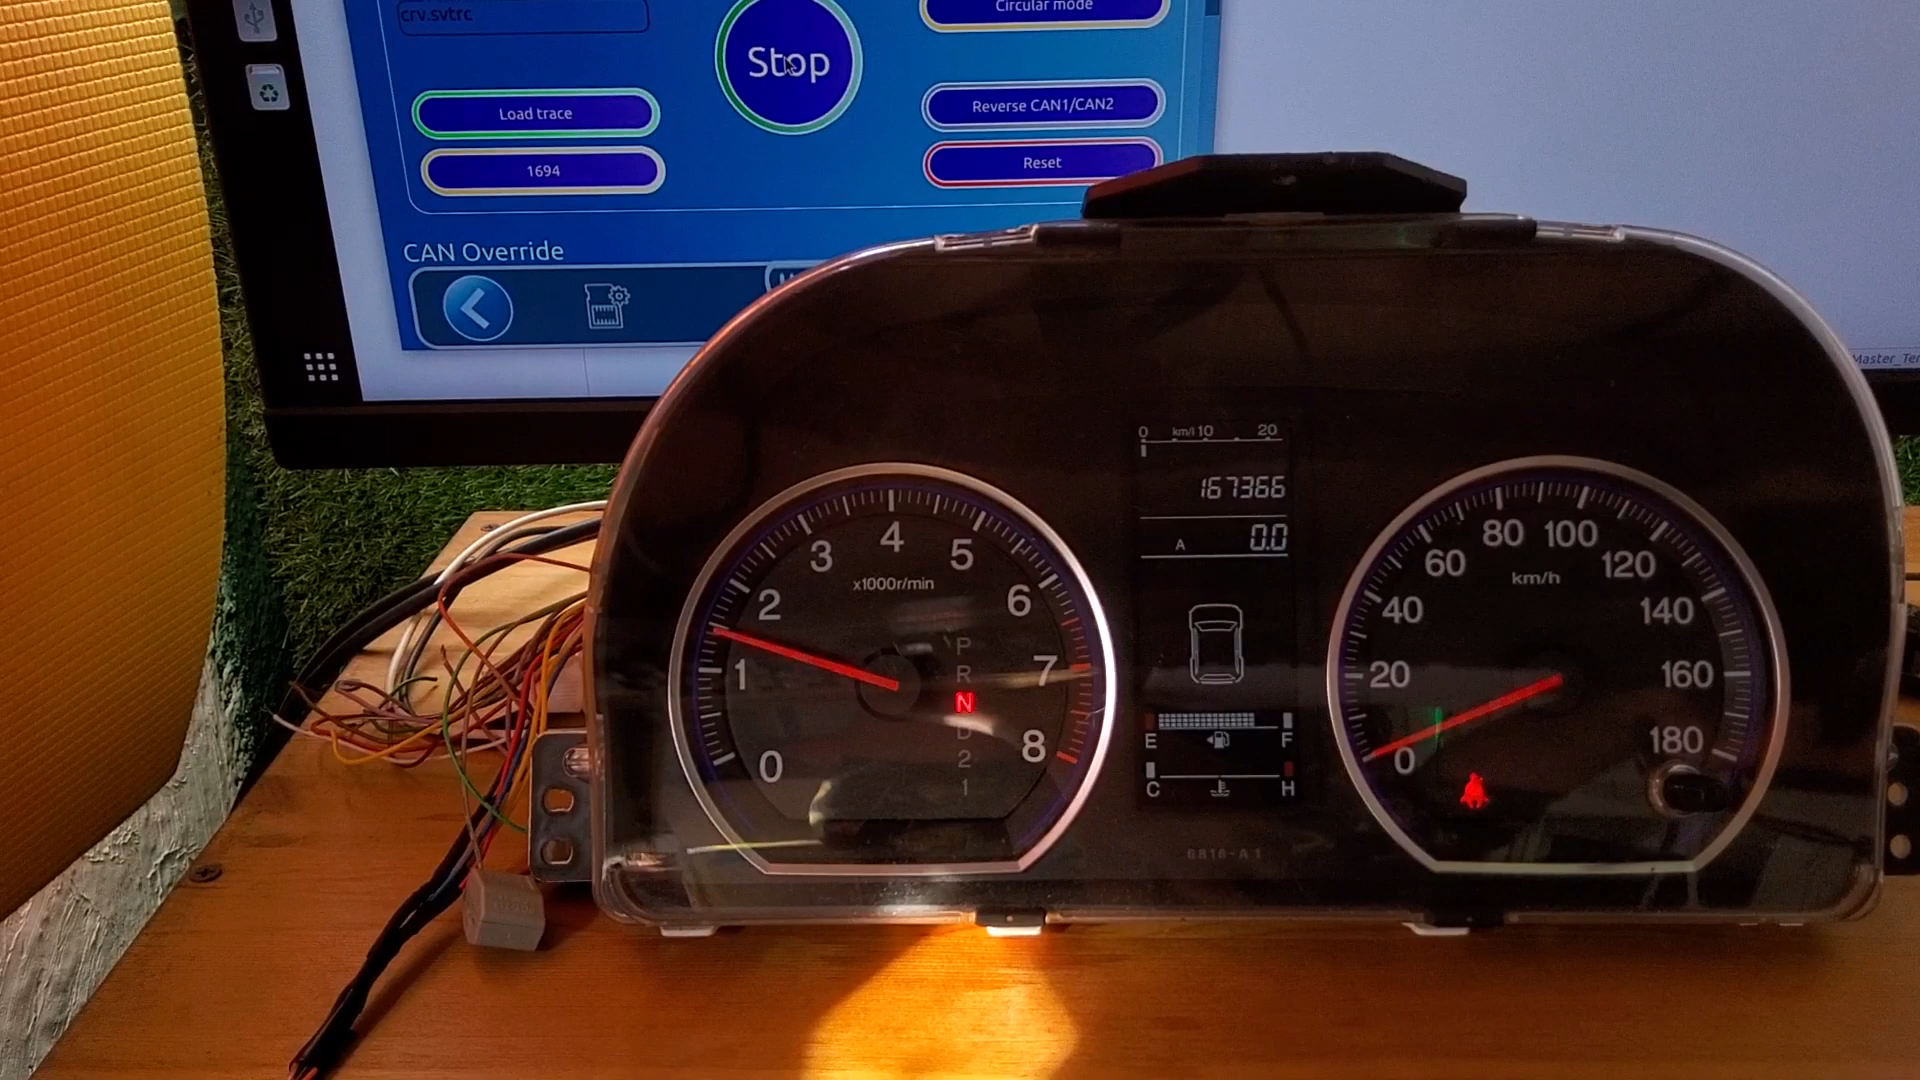 crv.svtrc
Stop
Circular mode
Load trace
Reverse CAN1/CAN2
1694
Reset
CAN Override
0 km/l 10 20
167366
A 0.0
E F
C H
6816-A1
0 1 2 3 4 5 6 7 8
x1000r/min
P
R
N
D
2
1
0 20 40 60 80 100 120 140 160 180
km/h